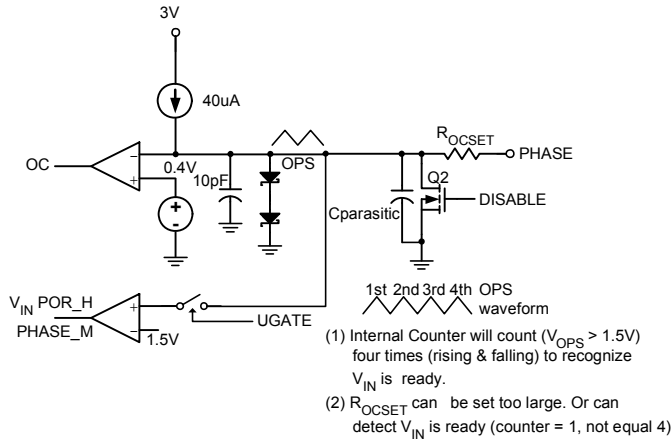 3V
40uA
R_OCSET
PHASE
OC
−
+
0.4V
10pF
OPS
Q2
Cparasitic
DISABLE
+
-
V_IN POR_H
PHASE_M
+
−
1.5V
UGATE
1st 2nd 3rd 4th OPS
waveform
(1) Internal Counter will count (V_OPS > 1.5V)
four times (rising & falling) to recognize
V_IN is ready.
(2) R_OCSET can be set too large. Or can
detect V_IN is ready (counter = 1, not equal 4)